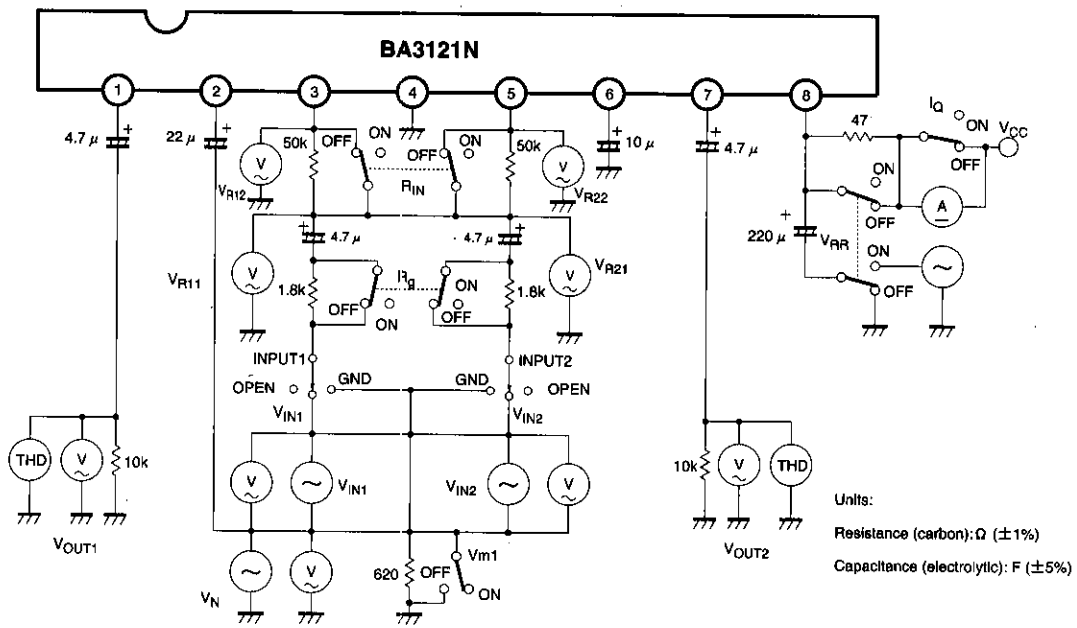 BA3121N
1
2
3
4
5
6
7
8
4.7 µ
+
22 µ
+
50k
OFF
ON
ON
OFF
50k
+
10 µ
+
4.7 µ
47
IQ
ON
VCC
OFF
V
VR12
RIN
V
VR22
ON
OFF
A
+
4.7 µ
4.7 µ
+
+
220 µ
VRR
ON
V
VR11
1.8k
Rg
OFF
ON
ON
OFF
1.8k
V
VR21
OFF
INPUT1
INPUT2
OPEN
GND
GND
OPEN
VIN1
VIN2
THD
V
10k
V
VIN1
VIN2
V
10k
V
THD
VOUT1
VOUT2
VN
V
620
OFF
Vm1
ON
Units:
Resistance (carbon): Ω (±1%)
Capacitance (electrolytic): F (±5%)